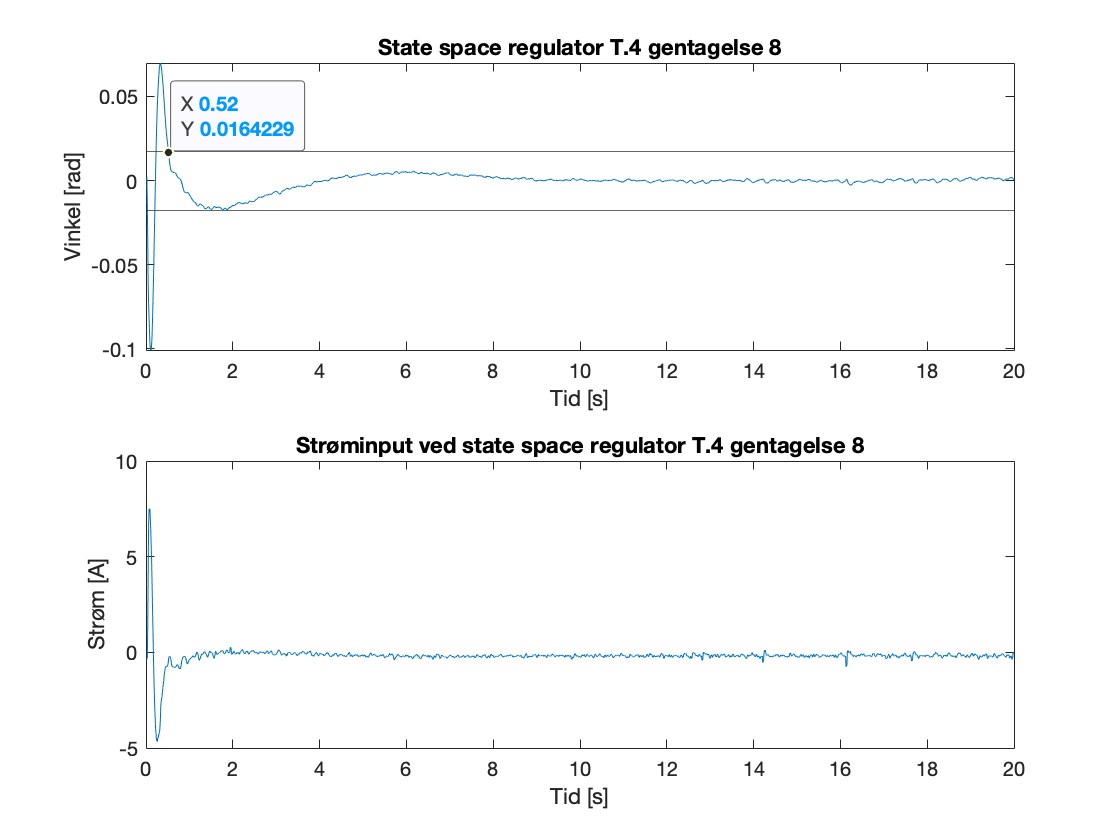 State space regulator T.4 gentagelse 8
X 0.52
Y 0.0164229
0.05
0
-0.05
-0.1
Vinkel [rad]
0 2 4 6 8 10 12 14 16 18 20
Tid [s]
Strøminput ved state space regulator T.4 gentagelse 8
10
5
0
-5
Strøm [A]
0 2 4 6 8 10 12 14 16 18 20
Tid [s]